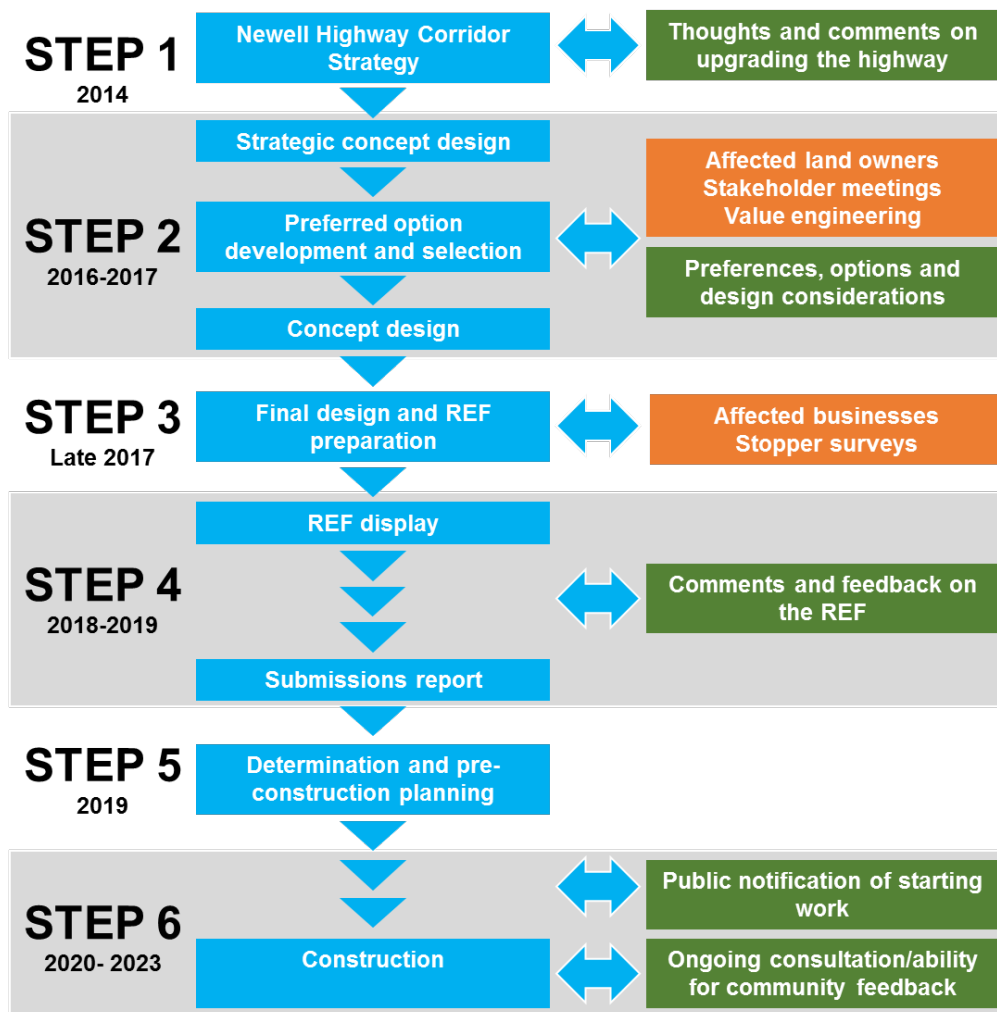 STEP 1
2014
Newell Highway Corridor
Strategy
Thoughts and comments on
upgrading the highway
STEP 2
2016-2017
Strategic concept design
Preferred option
development and selection
Concept design
Affected land owners
Stakeholder meetings
Value engineering
Preferences, options and
design considerations
STEP 3
Late 2017
Final design and REF
preparation
Affected businesses
Stopper surveys
STEP 4
2018-2019
REF display
Submissions report
Comments and feedback on
the REF
STEP 5
2019
Determination and pre-
construction planning
STEP 6
2020- 2023
Construction
Public notification of starting
work
Ongoing consultation/ability
for community feedback